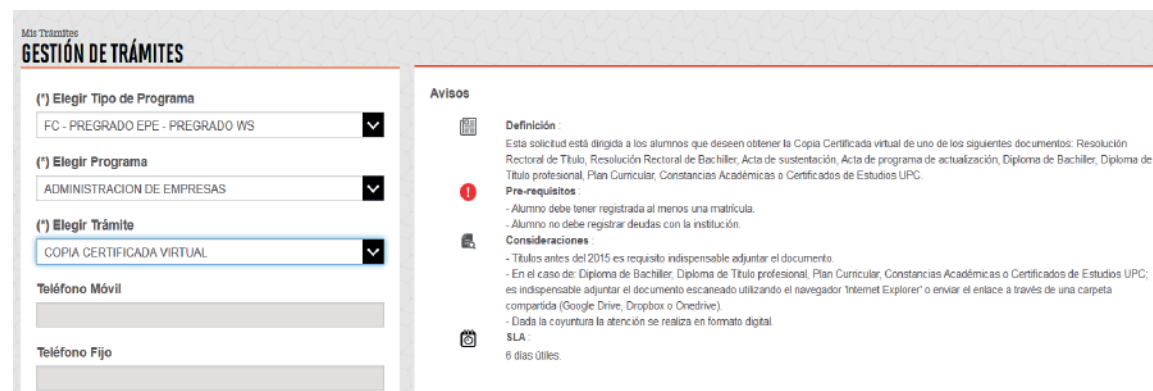 Mis Trámites
GESTIÓN DE TRÁMITES
(*) Elegir Tipo de Programa
FC - PREGRADO EPE - PREGRADO WS
(*) Elegir Programa
ADMINISTRACION DE EMPRESAS
(*) Elegir Trámite
COPIA CERTIFICADA VIRTUAL
Teléfono Móvil
Teléfono Fijo
Avisos
Definición :
Esta solicitud está dirigida a los alumnos que deseen obtener la Copia Certificada virtual de uno de los siguientes documentos: Resolución
Rectoral de Título, Resolución Rectoral de Bachiller, Acta de sustentación, Acta de programa de actualización, Diploma de Bachiller, Diploma de
Título profesional, Plan Curricular, Constancias Académicas o Certificados de Estudios UPC.
Pre-requisitos :
- Alumno debe tener registrada al menos una matrícula.
- Alumno no debe registrar deudas con la institución.
Consideraciones :
- Títulos antes del 2015 es requisito indispensable adjuntar el documento.
- En el caso de: Diploma de Bachiller, Diploma de Título profesional, Plan Curricular, Constancias Académicas o Certificados de Estudios UPC;
es indispensable adjuntar el documento escaneado utilizando el navegador 'Internet Explorer' o enviar el enlace a través de una carpeta
compartida (Google Drive, Dropbox o Onedrive).
- Dada la coyuntura la atención se realiza en formato digital.
SLA :
6 días útiles.